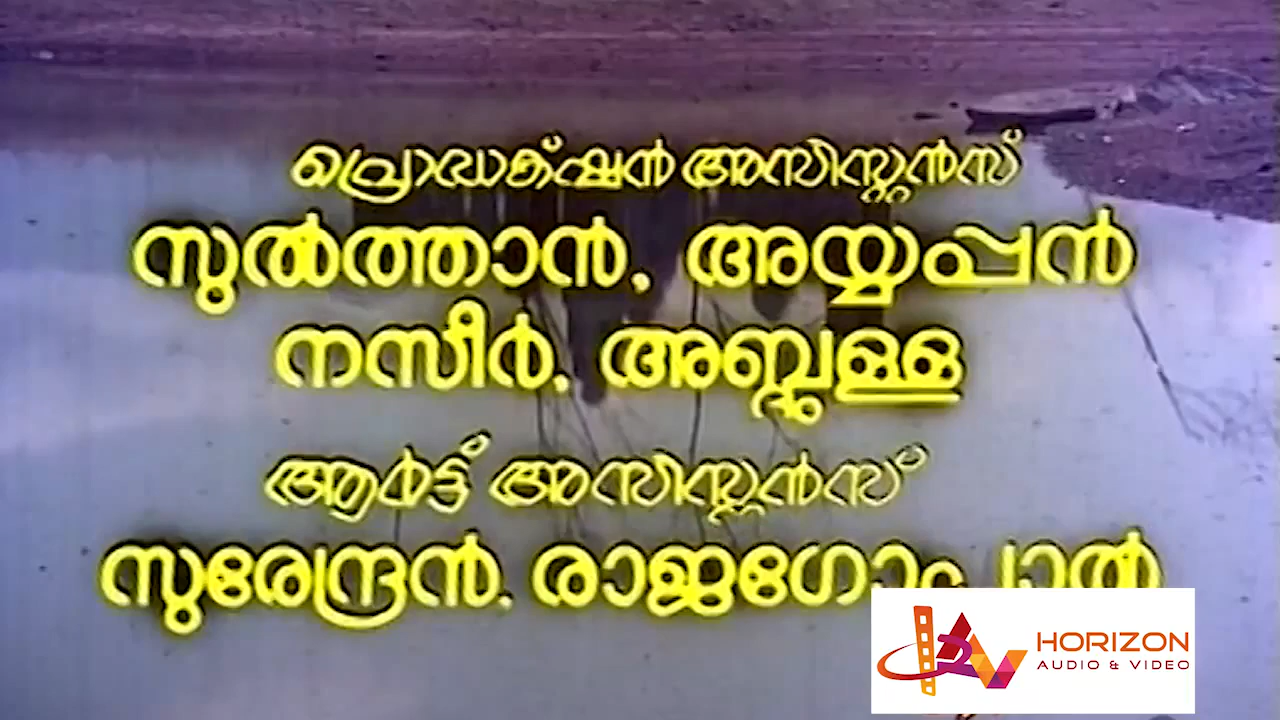 പ്രൊഡക്‌ഷൻ അസിസ്റ്റൻസ്
സുൽത്താൻ, അയ്യപ്പൻ
നസീർ. അബ്ദുള്ള
ആർട്ട് അസിസ്റ്റൻസ്
സുരേന്ദ്രൻ. രാജഗോപാൽ
HORIZON
AUDIO & VIDEO